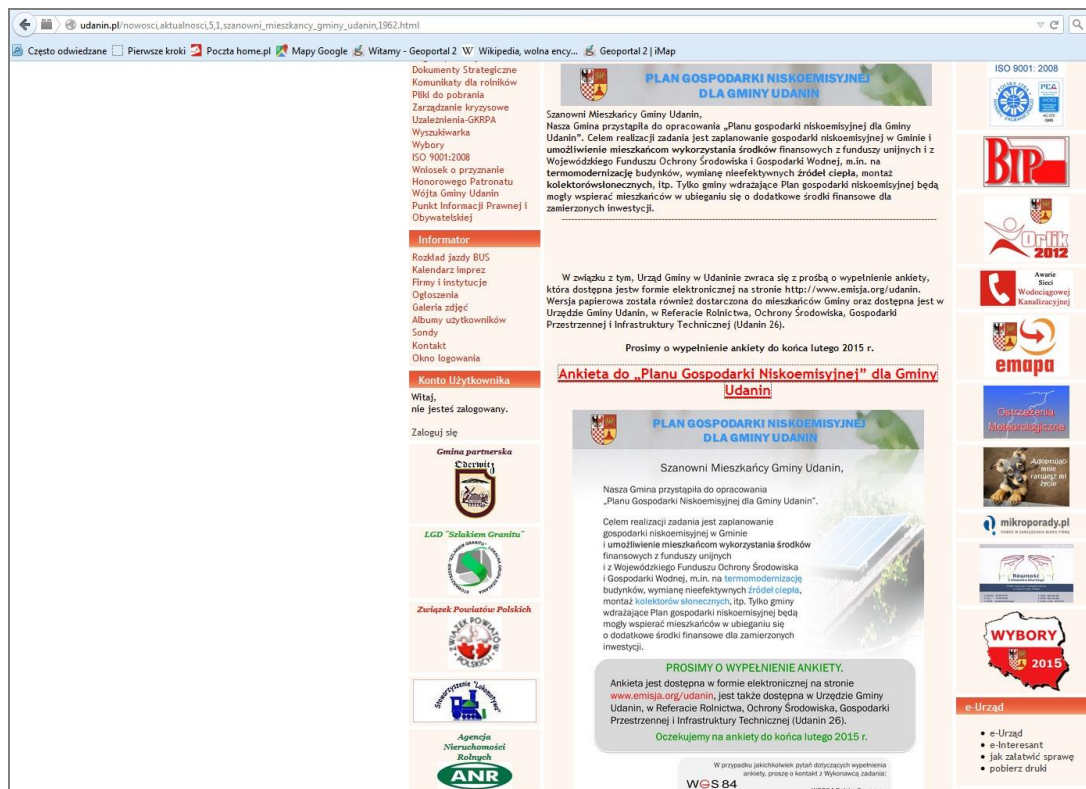 udanin.pl/nowosci,aktualnosci,5,1,szanowni_mieszkancy_gminy_udanin,1962.html
Często odwiedzane Pierwsze kroki Poczta home.pl Mapy Google Witamy - Geoportal 2 Wikipedia, wolna ency... Geoportal 2 | iMap
Dokumenty Strategiczne
Komunikaty dla rolników
Pliki do pobrania
Zarządzanie kryzysowe
Uzależnienia-GKRPA
Wyszukiwarka
Wybory
ISO 9001:2008
Wniosek o przyznanie
Honorowego Patronatu
Wójta Gminy Udanin
Punkt Informacji Prawnej i
Obywatelskiej
Informator
Rozkład jazdy BUS
Kalendarz imprez
Firmy i instytucje
Ogłoszenia
Galeria zdjęć
Albumy użytkowników
Sondy
Kontakt
Okno logowania
Konto Użytkownika
Witaj,
nie jesteś zalogowany.
Zaloguj się
Gmina partnerska
Oderwitz
LGD "Szlakiem Granitu"
Związek Powiatów Polskich
ZWIĄZEK POWIATÓW
POLSKICH
Stowarzyszenie "Lokomotywa"
Agencja
Nieruchomości
Rolnych
ANR
PLAN GOSPODARKI NISKOEMISYJNEJ
DLA GMINY UDANIN
Szanowni Mieszkańcy Gminy Udanin,
Nasza Gmina przystąpiła do opracowania „Planu gospodarki niskoemisyjnej dla Gminy
Udanin". Celem realizacji zadania jest zaplanowanie gospodarki niskoemisyjnej w Gminie i
umożliwienie mieszkańcom wykorzystania środków finansowych z funduszy unijnych i z
Wojewódzkiego Funduszu Ochrony Środowiska i Gospodarki Wodnej, m.in. na
termomodernizację budynków, wymianę nieefektywnych źródeł ciepła, montaż
kolektorówsłonecznych, itp. Tylko gminy wdrażające Plan gospodarki niskoemisyjnej będą
mogły wspierać mieszkańców w ubieganiu się o dodatkowe środki finansowe dla
zamierzonych inwestycji.
W związku z tym, Urząd Gminy w Udaninie zwraca się z prośbą o wypełnienie ankiety,
która dostępna jestw formie elektronicznej na stronie http://www.emisja.org/udanin.
Wersja papierowa została również dostarczona do mieszkańców Gminy oraz dostępna jest w
Urzędzie Gminy Udanin, w Referacie Rolnictwa, Ochrony Środowiska, Gospodarki
Przestrzennej i Infrastruktury Technicznej (Udanin 26).
Prosimy o wypełnienie ankiety do końca lutego 2015 r.
Ankieta do „Planu Gospodarki Niskoemisyjnej" dla Gminy
Udanin
PLAN GOSPODARKI NISKOEMISYJNEJ
DLA GMINY UDANIN
Szanowni Mieszkańcy Gminy Udanin,
Nasza Gmina przystąpiła do opracowania
„Planu Gospodarki Niskoemisyjnej dla Gminy Udanin".
Celem realizacji zadania jest zaplanowanie
gospodarki niskoemisyjnej w Gminie
i umożliwienie mieszkańcom wykorzystania środków
finansowych z funduszy unijnych
i z Wojewódzkiego Funduszu Ochrony Środowiska
i Gospodarki Wodnej, m.in. na termomodernizację
budynków, wymianę nieefektywnych źródeł ciepła,
montaż kolektorów słonecznych, itp. Tylko gminy
wdrażające Plan gospodarki niskoemisyjnej będą
mogły wspierać mieszkańców w ubieganiu się
o dodatkowe środki finansowe dla zamierzonych
inwestycji.
PROSIMY O WYPEŁNIENIE ANKIETY.
Ankieta jest dostępna w formie elektronicznej na stronie
www.emisja.org/udanin, jest także dostępna w Urzędzie Gminy
Udanin, w Referacie Rolnictwa, Ochrony Środowiska, Gospodarki
Przestrzennej i Infrastruktury Technicznej (Udanin 26).
Oczekujemy na ankiety do końca lutego 2015 r.
W przypadku jakichkolwiek pytań dotyczących wypełnienia
ankiety, proszę o kontakt z Wykonawcą zadania:
WGS 84
ISO 9001: 2008
PCA
BIP
Orlik
2012
Awarie
Sieci
Wodociągowej
Kanalizacyjnej
emapa
Ostrzeżenia
Meteorologiczne
Adoptując
mnie
ratujesz mi
życie
mikroporady.pl
Równość
WYBORY
2015
e-Urząd
e-Urząd
e-Interesant
jak załatwić sprawę
pobierz druki